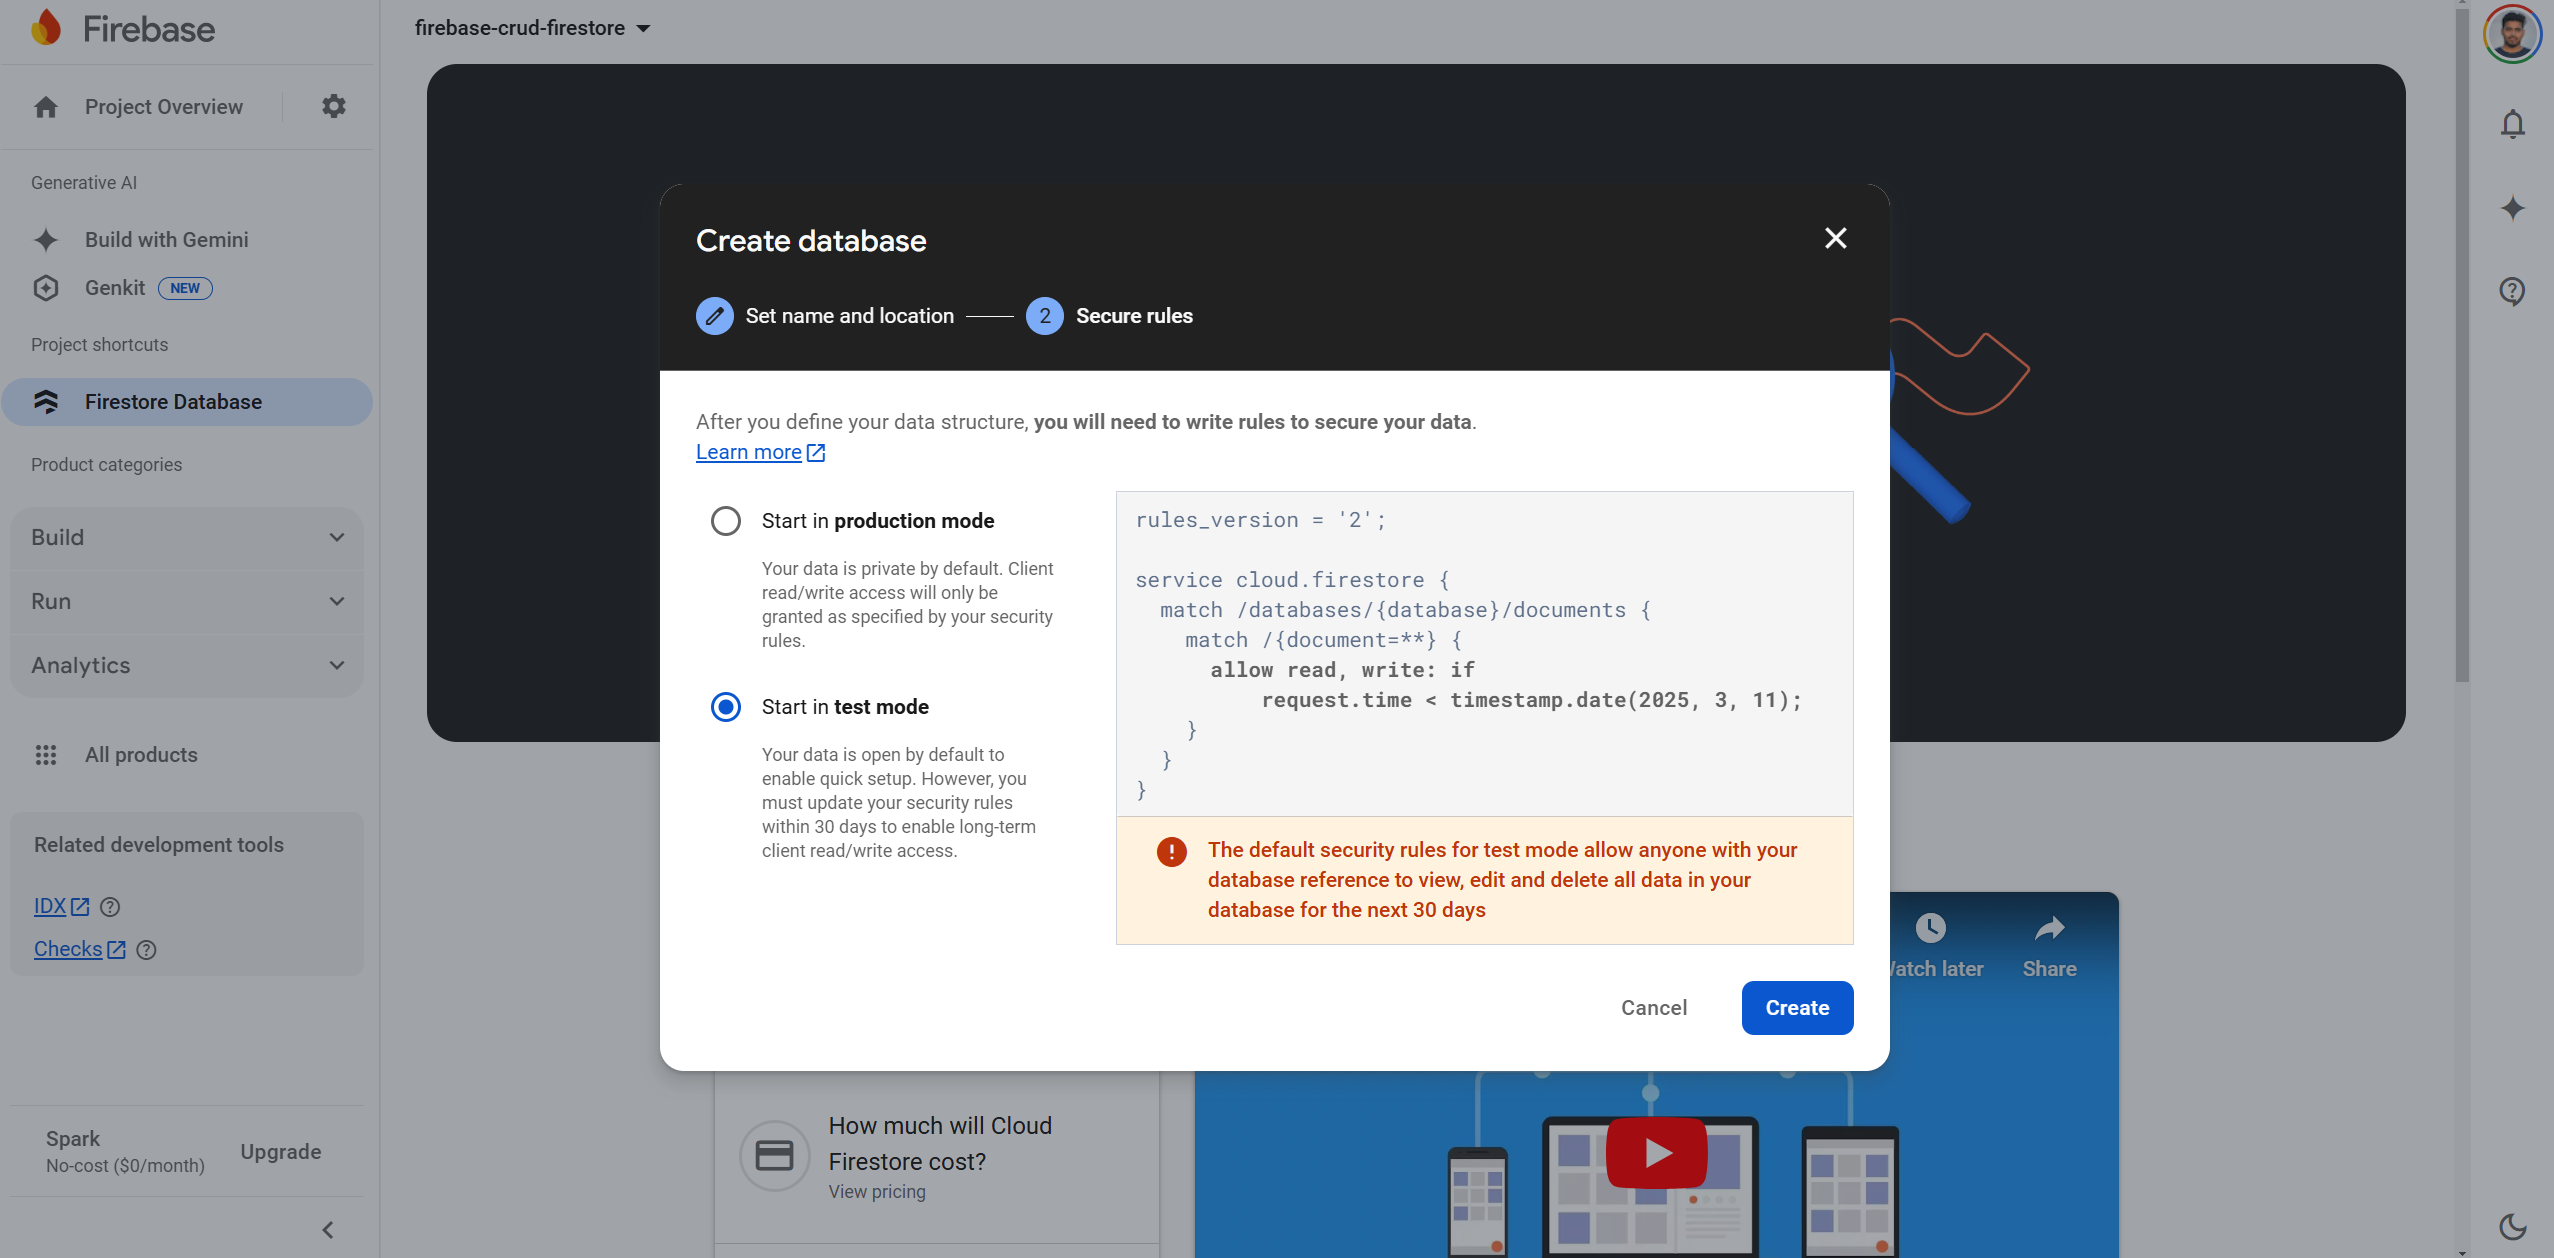 Firebase
Project Overview
Generative AI
Build with Gemini
Genkit NEW
Project shortcuts
Firestore Database
Product categories
Build
Run
Analytics
All products
Related development tools
IDX
Checks
Spark
No-cost ($0/month)
Upgrade
firebase-crud-firestore
Create database
Set name and location
2 Secure rules
After you define your data structure, you will need to write rules to secure your data.
Learn more
Start in production mode
Your data is private by default. Client
read/write access will only be
granted as specified by your security
rules.
Start in test mode
Your data is open by default to
enable quick setup. However, you
must update your security rules
within 30 days to enable long-term
client read/write access.
rules_version = '2';
service cloud.firestore {
match /databases/{database}/documents {
match /{document=**} {
allow read, write: if
request.time < timestamp.date(2025, 3, 11);
}
}
}
The default security rules for test mode allow anyone with your
database reference to view, edit and delete all data in your
database for the next 30 days
Cancel
Create
later
Share
How much will Cloud
Firestore cost?
View pricing